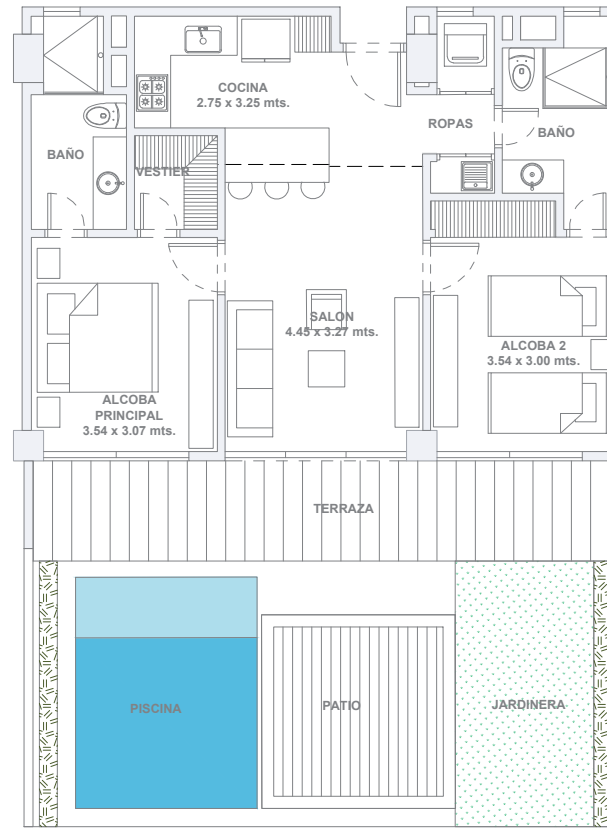 COCINA
2.75 x 3.25 mts.
ROPAS
BAÑO
BAÑO
VESTIER
SALON
4.45 x 3.27 mts.
ALCOBA 2
3.54 x 3.00 mts.
ALCOBA
PRINCIPAL
3.54 x 3.07 mts.
TERRAZA
PISCINA
PATIO
JARDINERA